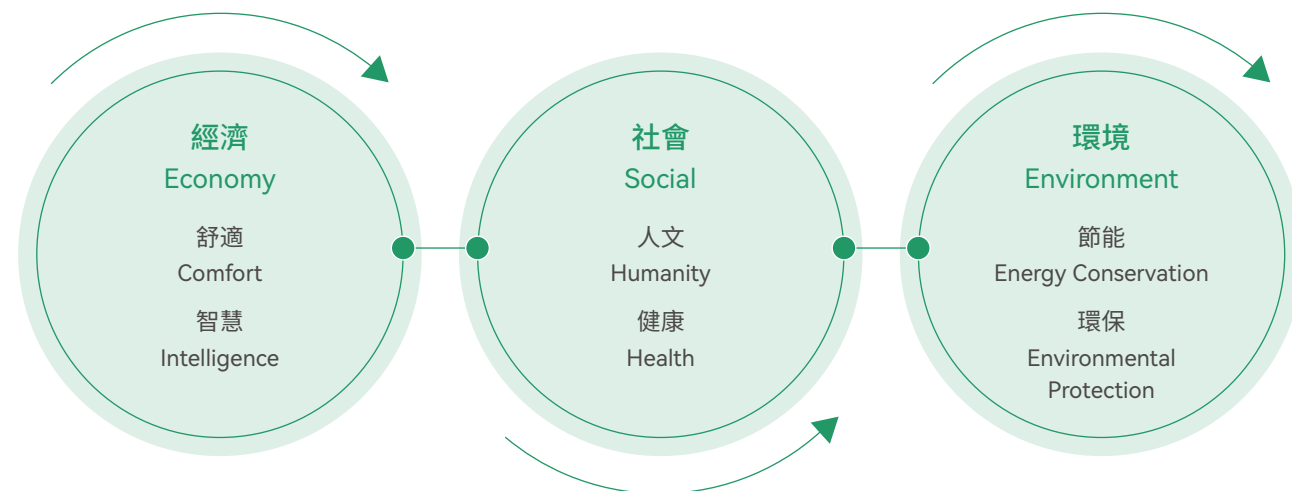 經濟
Economy
舒適
Comfort
智慧
Intelligence
社會
Social
人文
Humanity
健康
Health
環境
Environment
節能
Energy Conservation
環保
Environmental
Protection